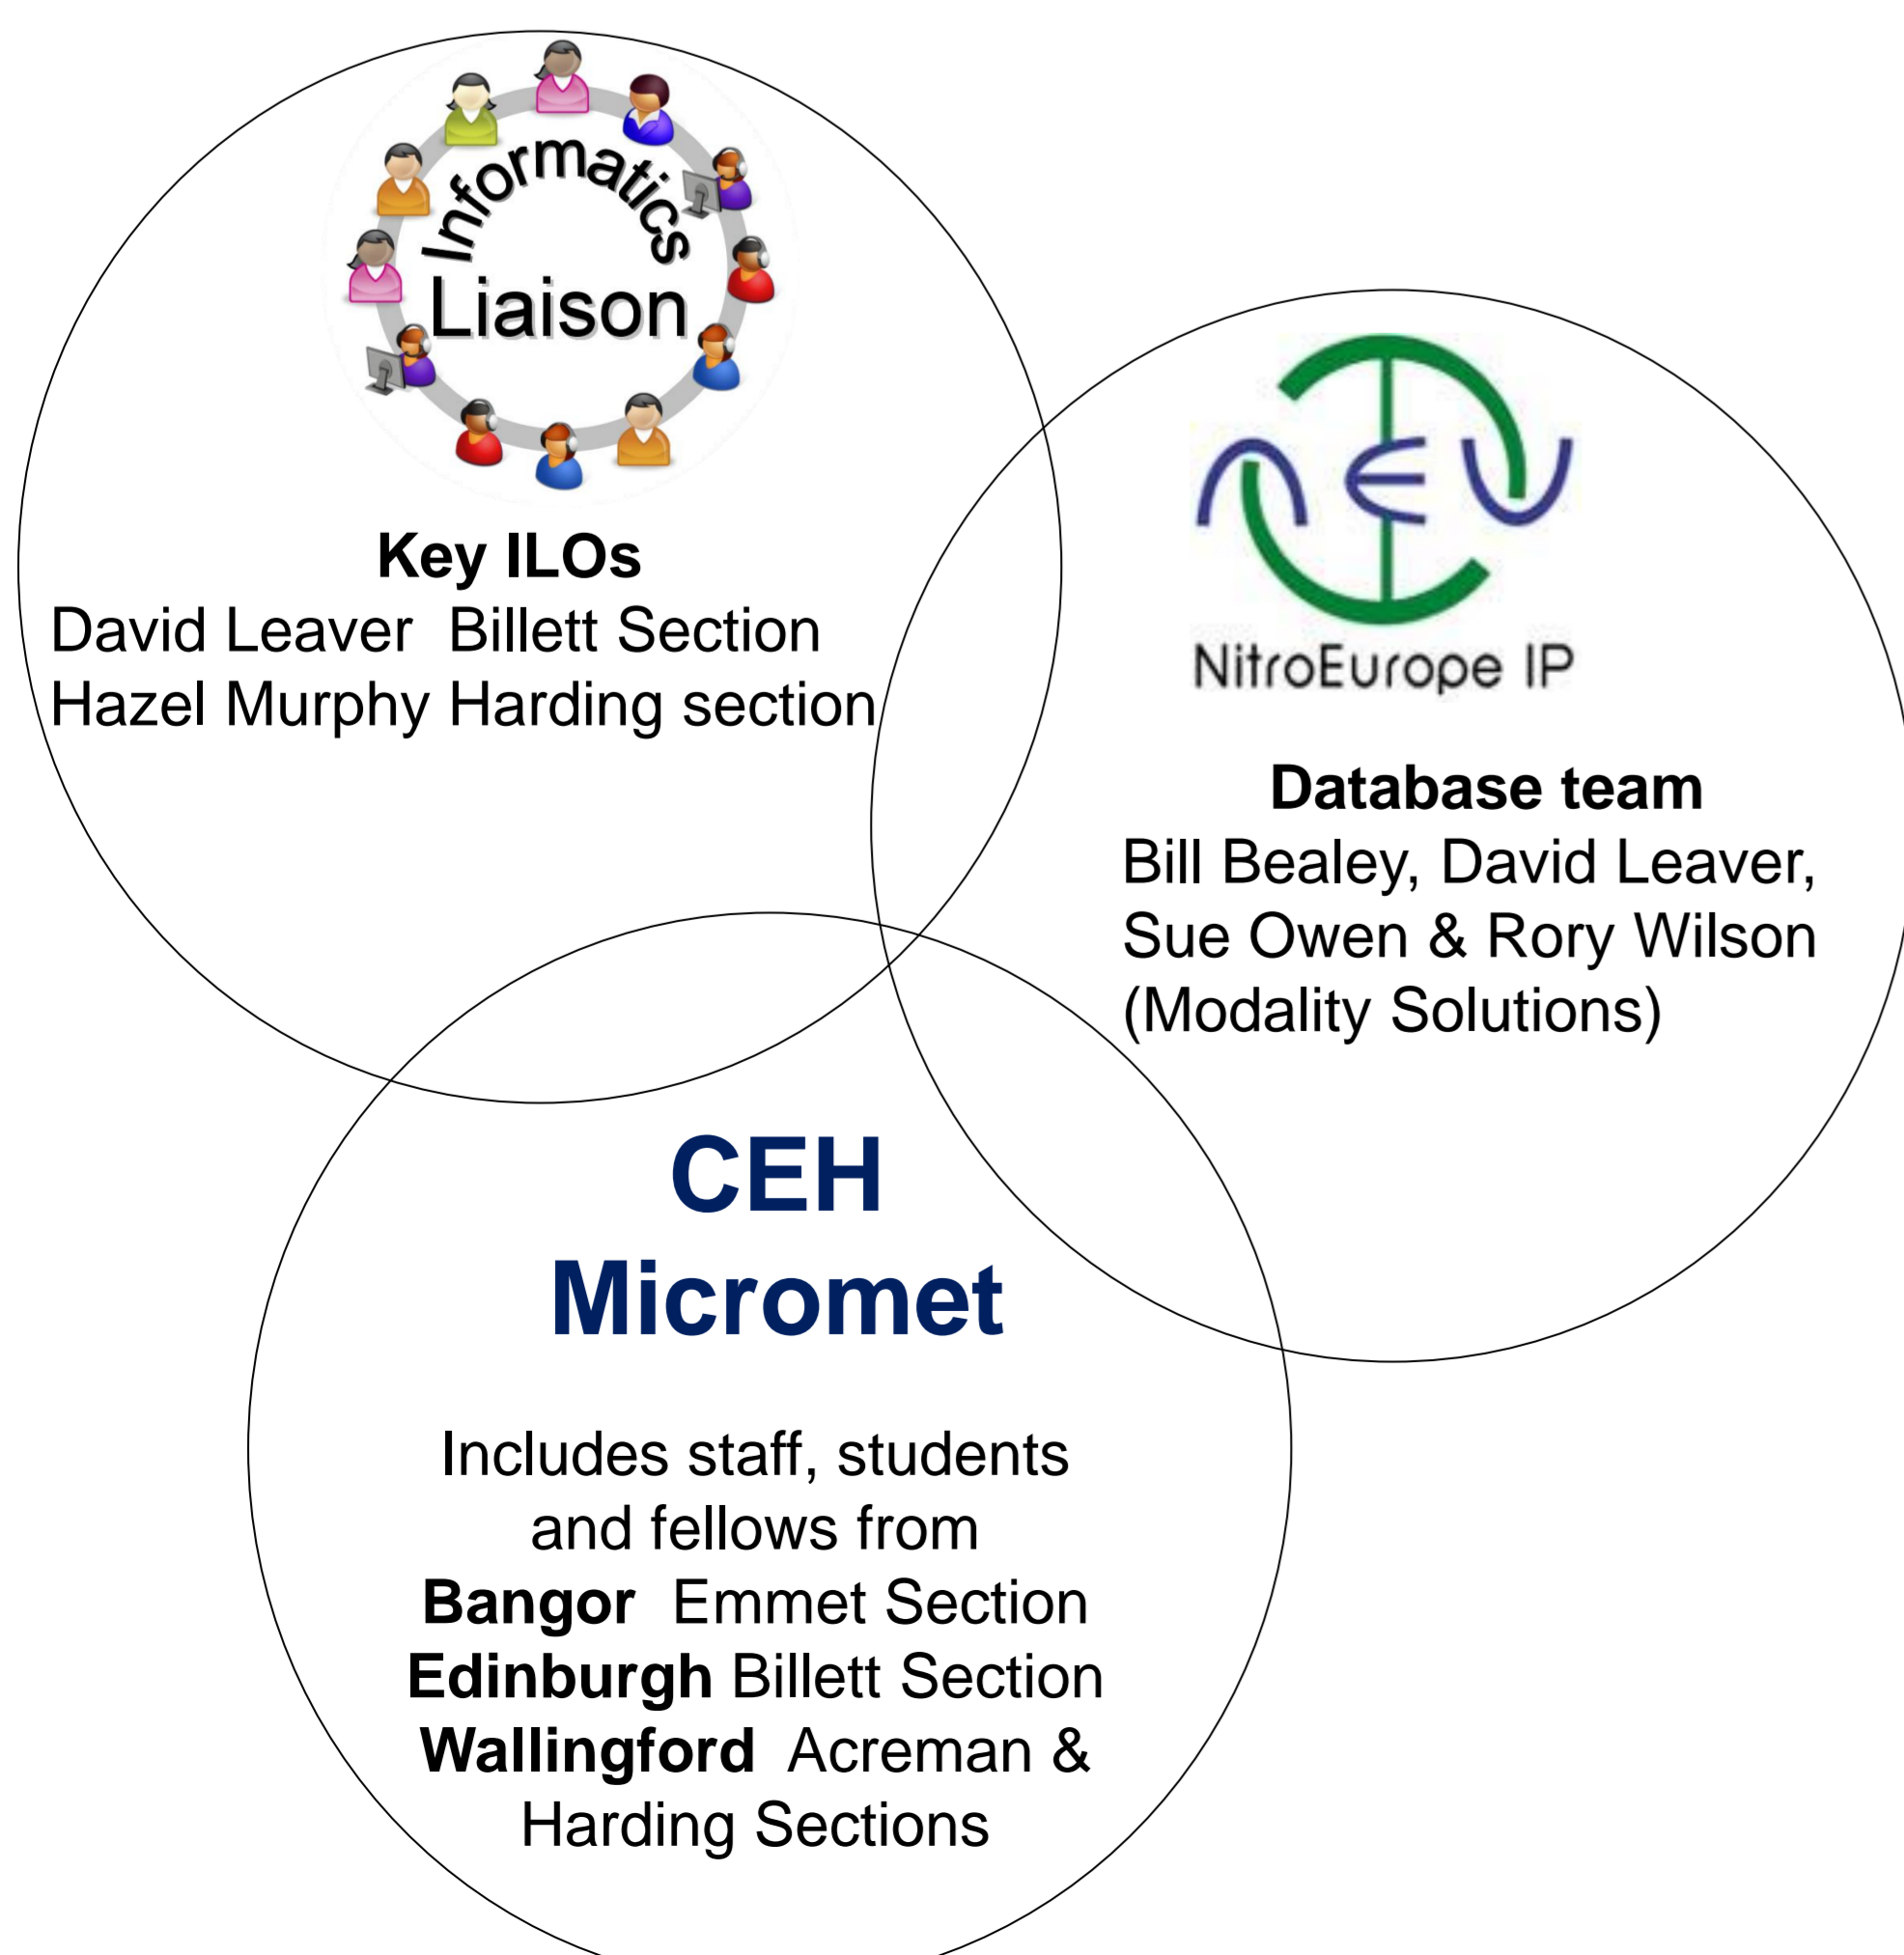 Informatics
Liaison
Key ILOs
David Leaver Billett Section
Hazel Murphy Harding section
NEU
NitroEurope IP
Database team
Bill Bealey, David Leaver,
Sue Owen & Rory Wilson
(Modality Solutions)
CEH
Micromet
Includes staff, students
and fellows from
Bangor Emmet Section
Edinburgh Billett Section
Wallingford Acreman &
Harding Sections